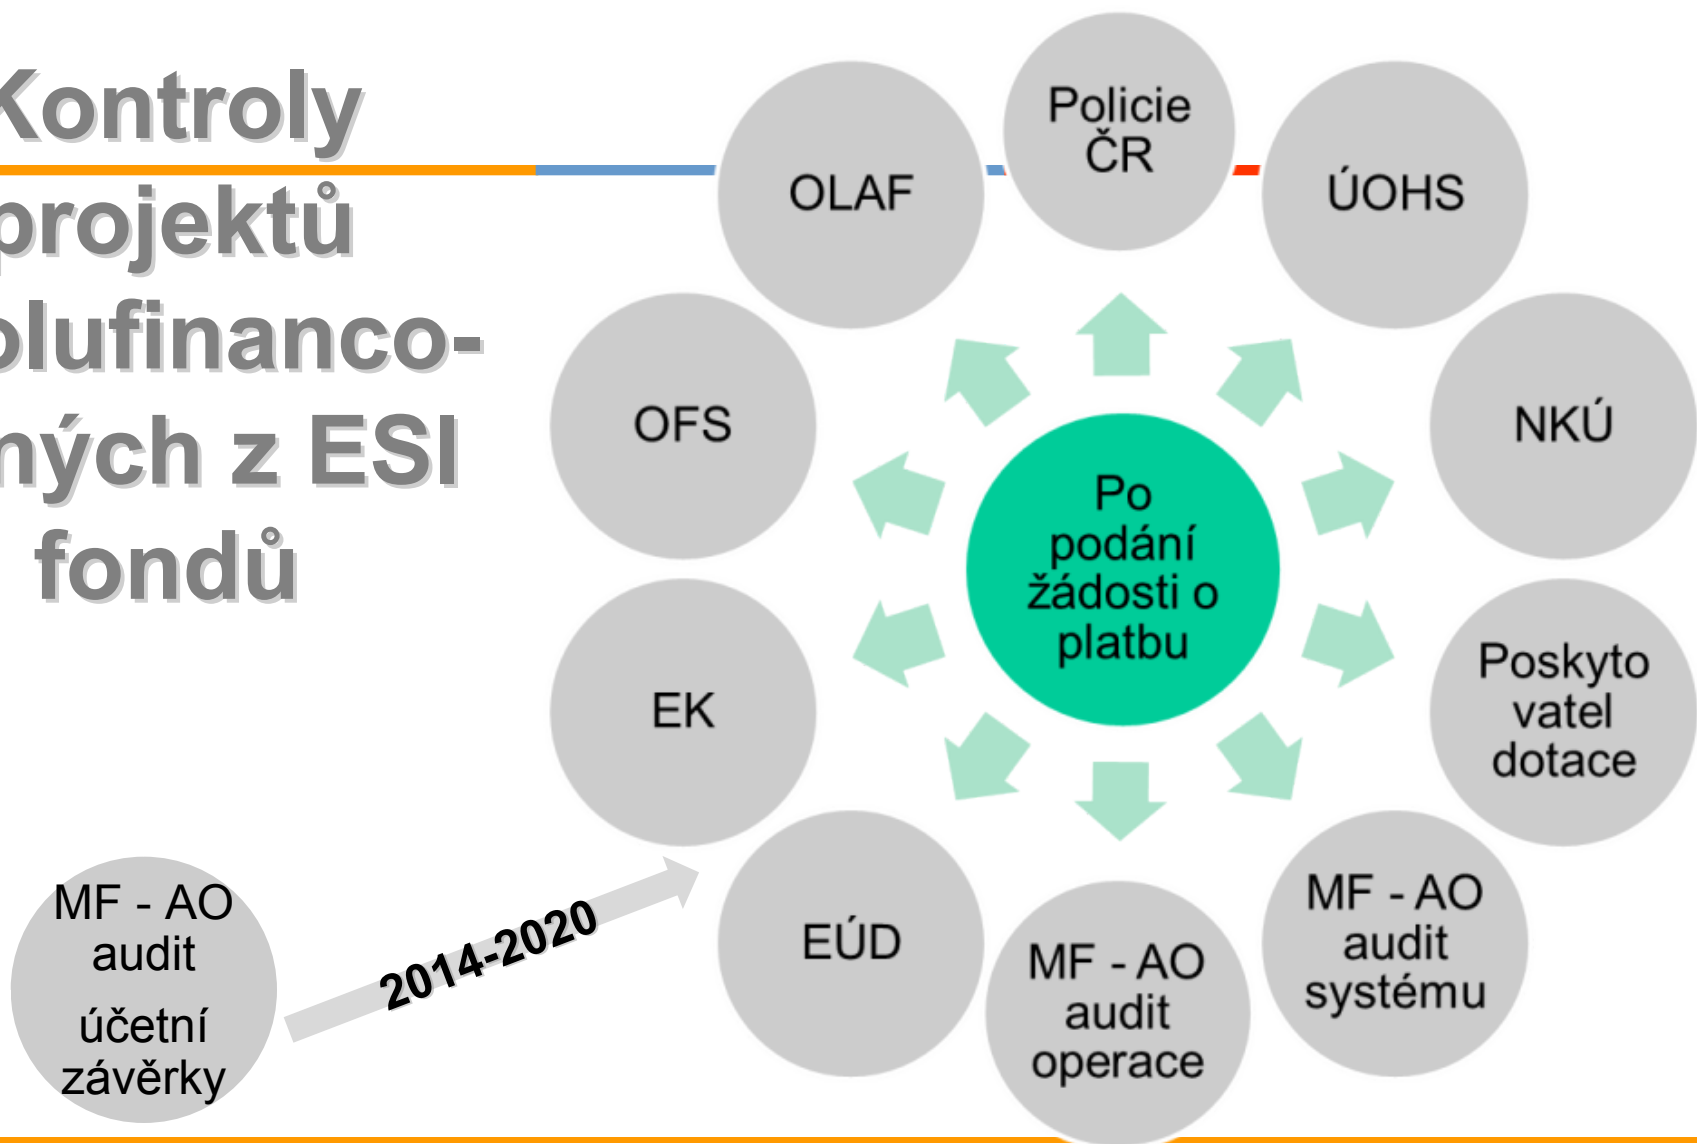 Kontroly
projektů
olufinanco-
ných z ESI
fondů
Policie
ČR
OLAF
ÚOHS
OFS
NKÚ
Po
podání
žádosti o
platbu
EK
Poskyto
vatel
dotace
EÚD
MF - AO
audit
operace
MF - AO
audit
systému
MF - AO
audit
účetní
závěrky
2014-2020